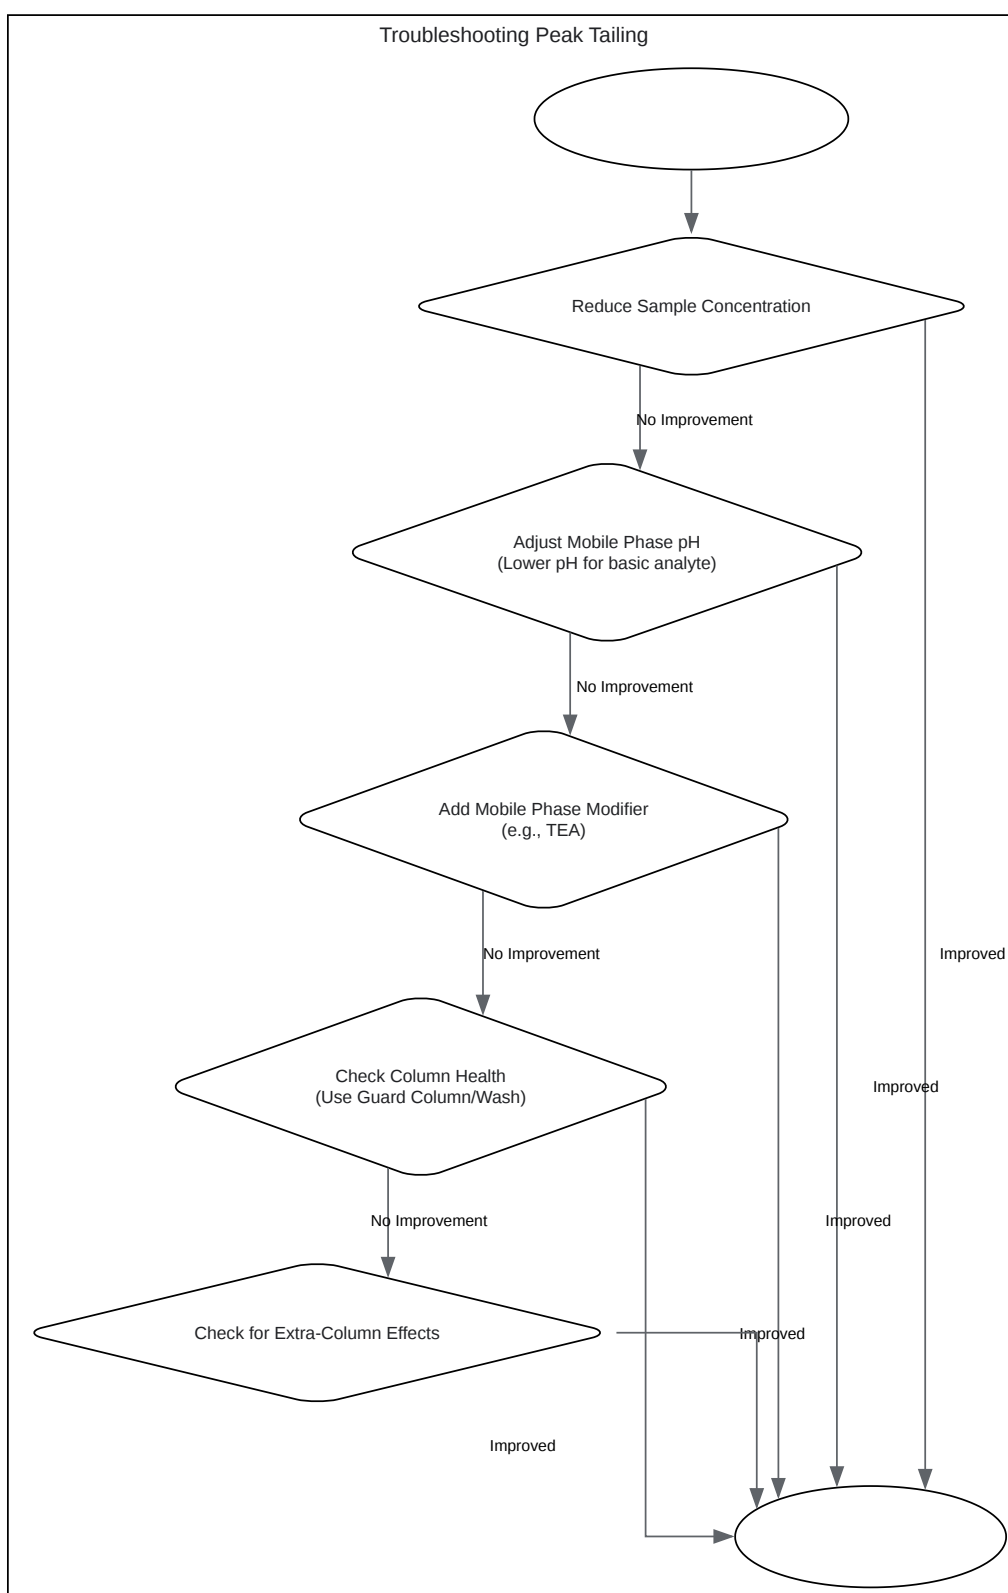 Troubleshooting Peak Tailing
Reduce Sample Concentration
No Improvement
Adjust Mobile Phase pH
(Lower pH for basic analyte)
No Improvement
Add Mobile Phase Modifier
(e.g., TEA)
No Improvement
Improved
Check Column Health
(Use Guard Column/Wash)
Improved
No Improvement
Improved
Check for Extra-Column Effects
Improved
Improved